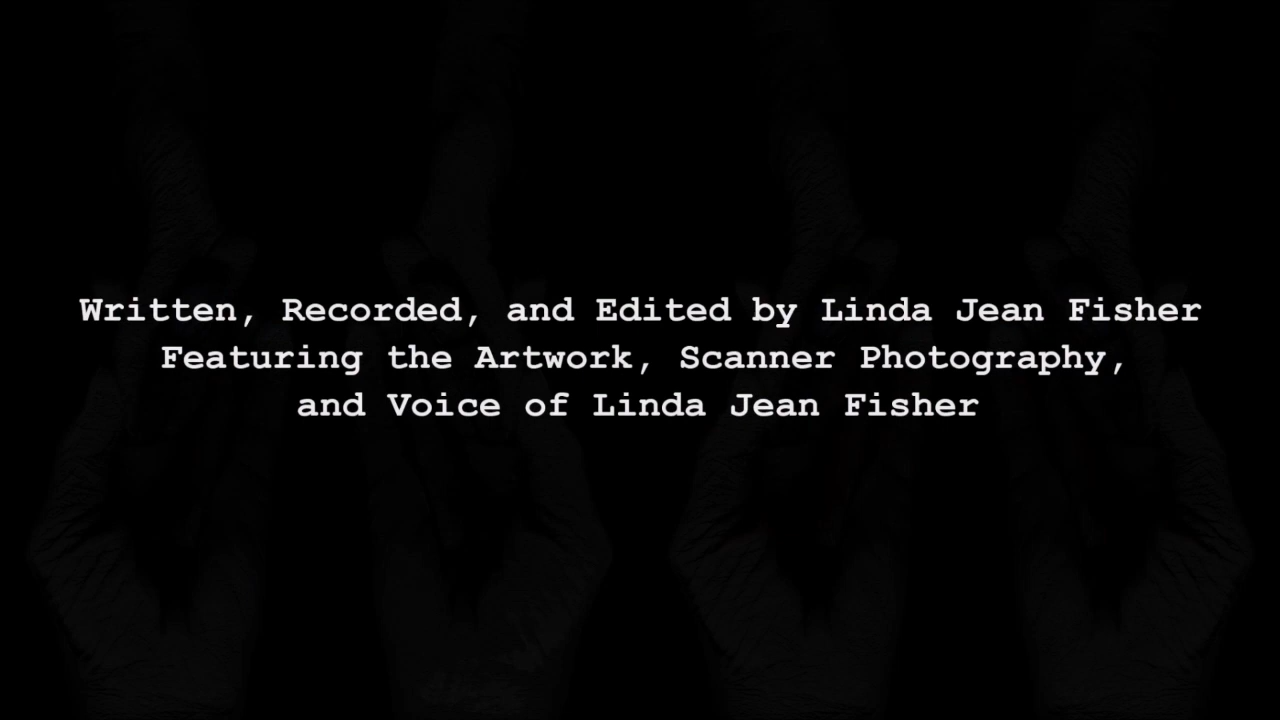 Written, Recorded, and Edited by Linda Jean Fisher
Featuring the Artwork, Scanner Photography,
and Voice of Linda Jean Fisher